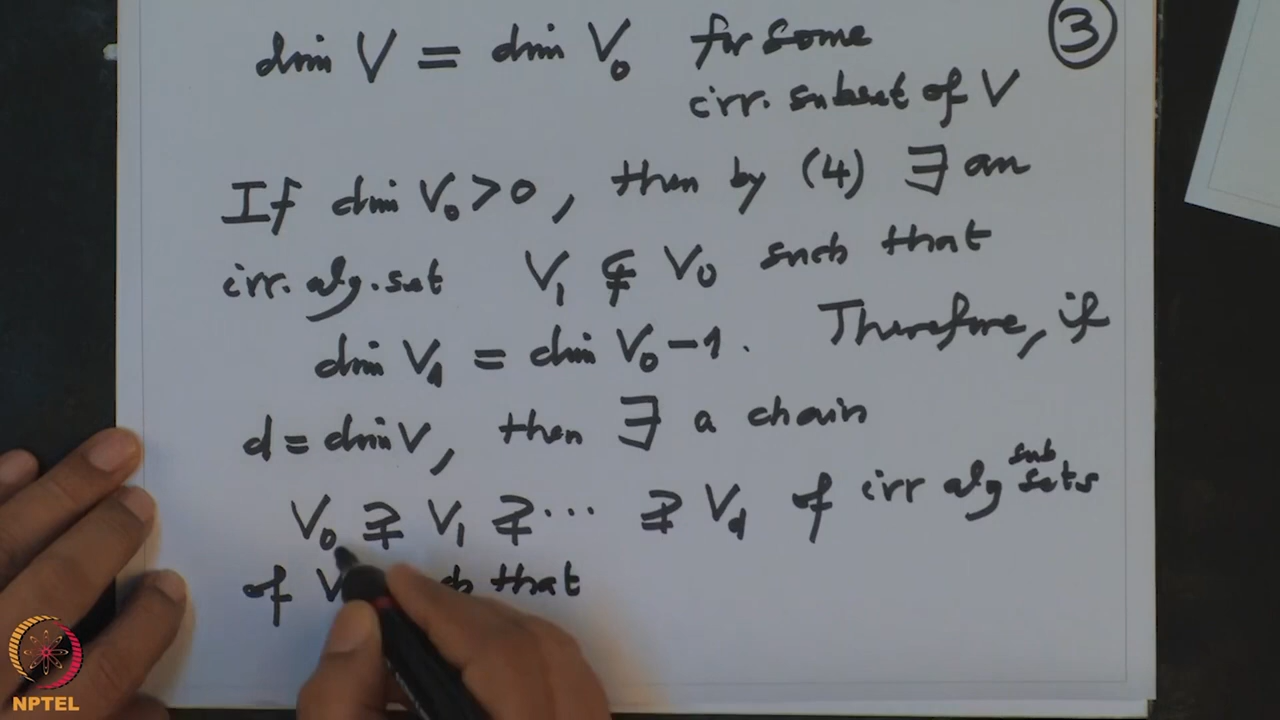 dim V = dim V₀ for some ③
irr. subset of V
If dim V₀ > 0, then by (4) ∃ an
irr. alg. set V₁ ⊊ V₀ such that
dim V₁ = dim V₀ − 1. Therefore, if
d = dim V, then ∃ a chain
V₀ ⊋ V₁ ⊋ ··· ⊋ V_d of irr alg subsets
of V that
NPTEL